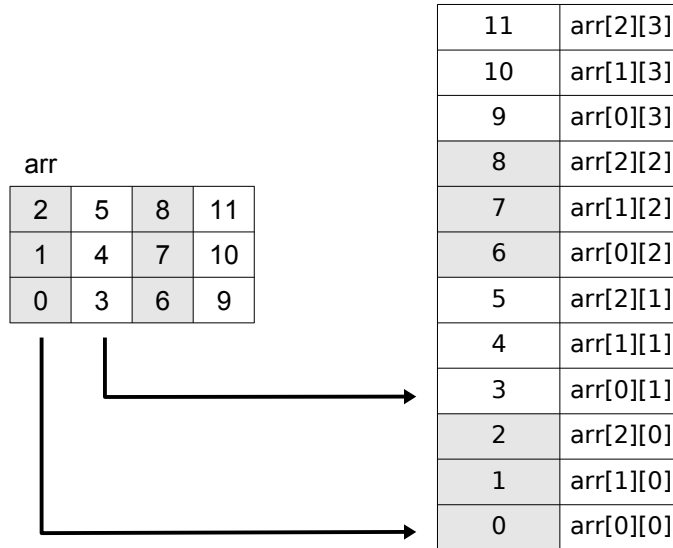 arr
2 5 8 11
1 4 7 10
0 3 6 9
11 arr[2][3]
10 arr[1][3]
9 arr[0][3]
8 arr[2][2]
7 arr[1][2]
6 arr[0][2]
5 arr[2][1]
4 arr[1][1]
3 arr[0][1]
2 arr[2][0]
1 arr[1][0]
0 arr[0][0]